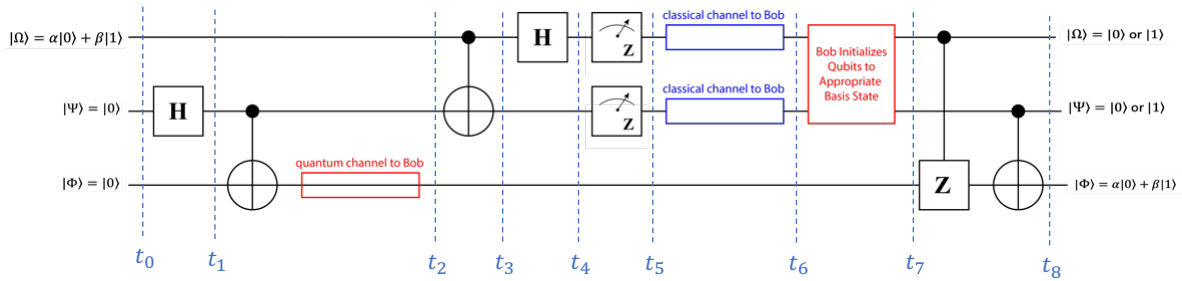 classical channel to Bob
|Ω⟩ = α|0⟩ + β|1⟩
H
Z
Bob Initializes
Qubits to
Appropriate
Basis State
|Ω⟩ = |0⟩ or |1⟩
classical channel to Bob
|Ψ⟩ = |0⟩
H
Z
|Ψ⟩ = |0⟩ or |1⟩
quantum channel to Bob
|Φ⟩ = |0⟩
Z
|Φ⟩ = α|0⟩ + β|1⟩
t₀ t₁ t₂ t₃ t₄ t₅ t₆ t₇ t₈